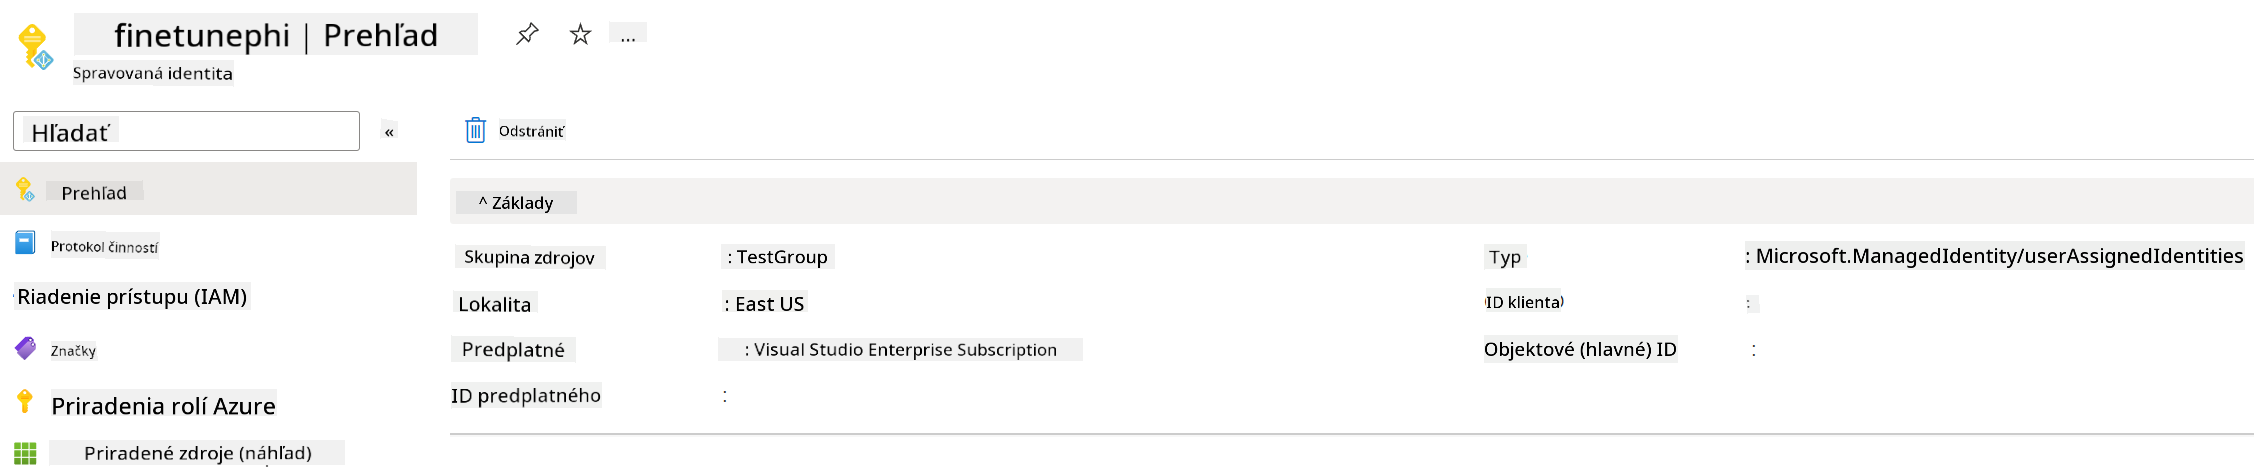 finetunephi | Prehľad
...
Spravovaná identita
Hľadať
«
Odstrániť
Prehľad
^ Základy
Protokol činností
Skupina zdrojov : TestGroup
Typ : Microsoft.ManagedIdentity/userAssignedIdentities
Riadenie prístupu (IAM)
Lokalita : East US
ID klienta :
Značky
Predplatné : Visual Studio Enterprise Subscription
Objektové (hlavné) ID :
Priradenia rolí Azure
ID predplatného :
Priradené zdroje (náhľad)